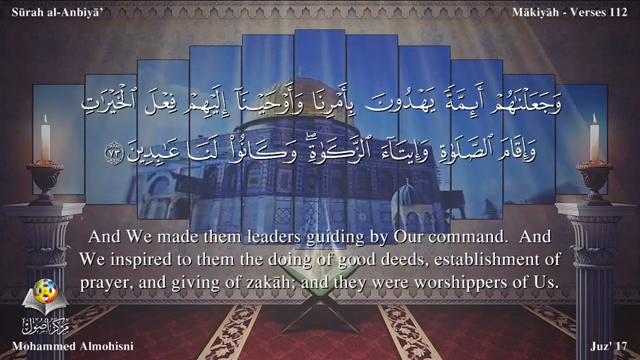 Sūrah al-Anbiyā’
Mākiyāh - Verses 112
وَجَعَلْنَٰهُمْ أَئِمَّةً يَهْدُونَ بِأَمْرِنَا وَأَوْحَيْنَآ إِلَيْهِمْ فِعْلَ ٱلْخَيْرَٰتِ
وَإِقَامَ ٱلصَّلَوٰةِ وَإِيتَآءَ ٱلزَّكَوٰةِ ۖ وَكَانُوا۟ لَنَا عَٰبِدِينَ ٧٣
And We made them leaders guiding by Our command. And
We inspired to them the doing of good deeds, establishment of
prayer, and giving of zakāh; and they were worshippers of Us.
Mohammed Almohisni
Juz' 17